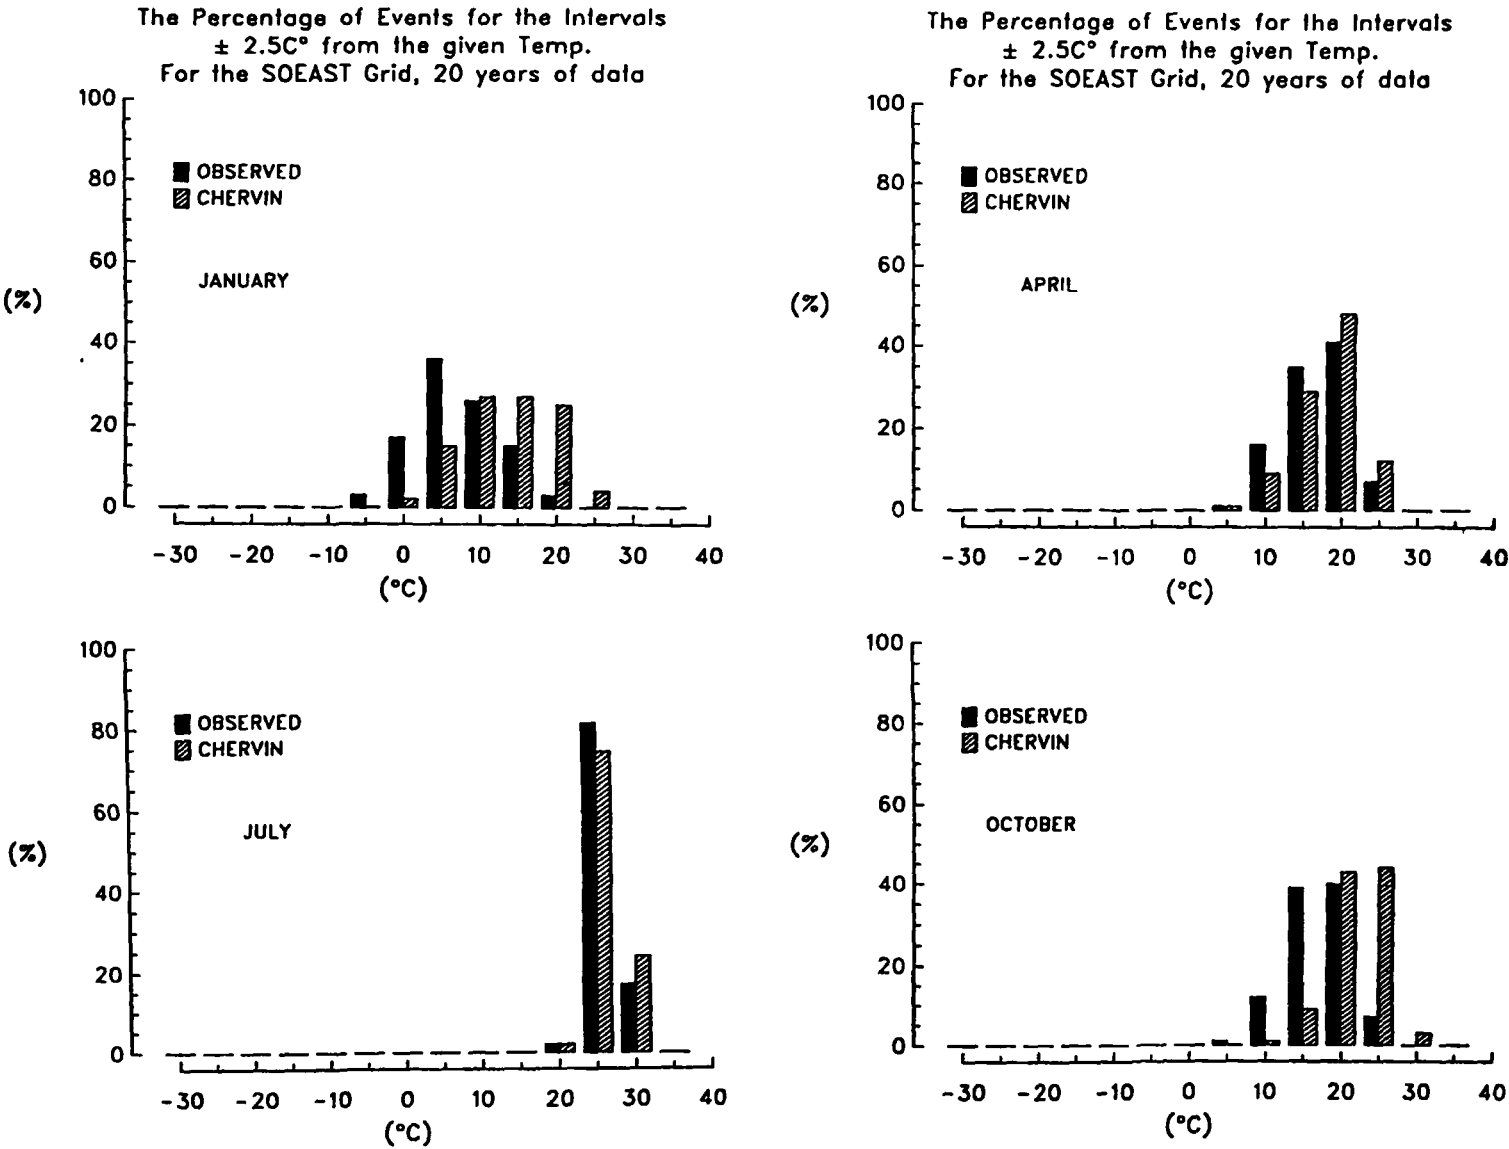 The Percentage of Events for the Intervals
± 2.5C° from the given Temp.
For the SOEAST Grid, 20 years of data
100
80
60
40
20
0
(%)
OBSERVED
CHERVIN
JANUARY
-30 -20 -10 0 10 20 30 40
(°C)
The Percentage of Events for the Intervals
± 2.5C° from the given Temp.
For the SOEAST Grid, 20 years of data
100
80
60
40
20
0
(%)
OBSERVED
CHERVIN
APRIL
-30 -20 -10 0 10 20 30 40
(°C)
100
80
60
40
20
0
(%)
OBSERVED
CHERVIN
JULY
-30 -20 -10 0 10 20 30 40
(°C)
100
80
60
40
20
0
(%)
OBSERVED
CHERVIN
OCTOBER
-30 -20 -10 0 10 20 30 40
(°C)